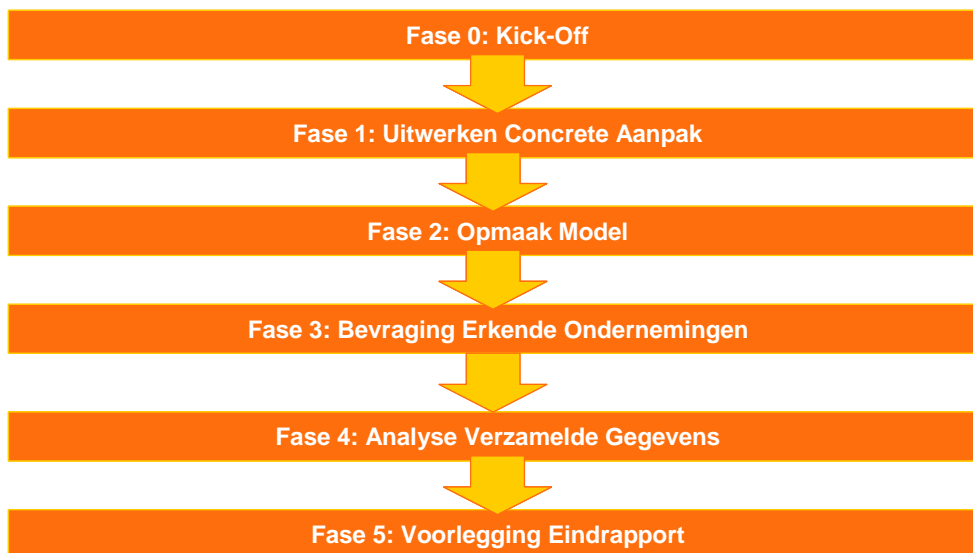 Fase 0: Kick-Off
Fase 1: Uitwerken Concrete Aanpak
Fase 2: Opmaak Model
Fase 3: Bevraging Erkende Ondernemingen
Fase 4: Analyse Verzamelde Gegevens
Fase 5: Voorlegging Eindrapport